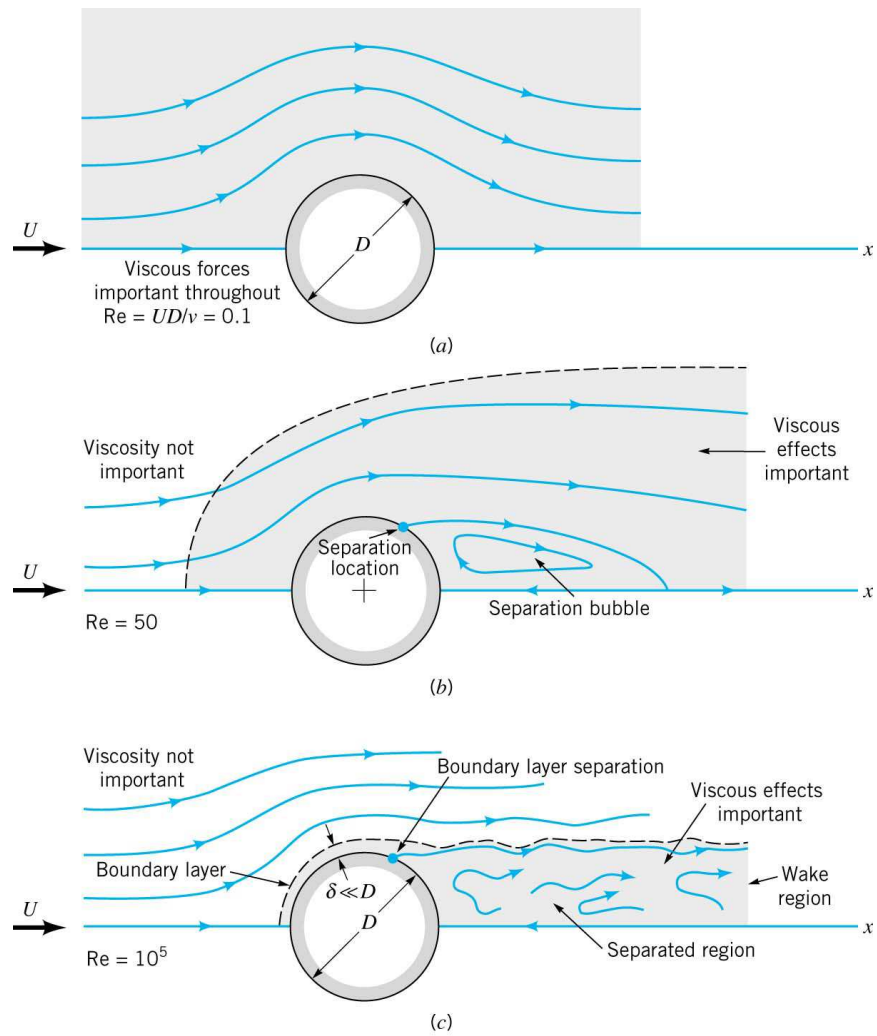 U
D
x
Viscous forces
important throughout
Re = UD/ν = 0.1
(a)
Viscosity not
important
Viscous
effects
important
Separation
location
U
x
Separation bubble
Re = 50
(b)
Viscosity not
important
Boundary layer separation
Viscous effects
important
Boundary layer
δ≪D
Wake
region
D
U
x
Separated region
Re = 10⁵
(c)